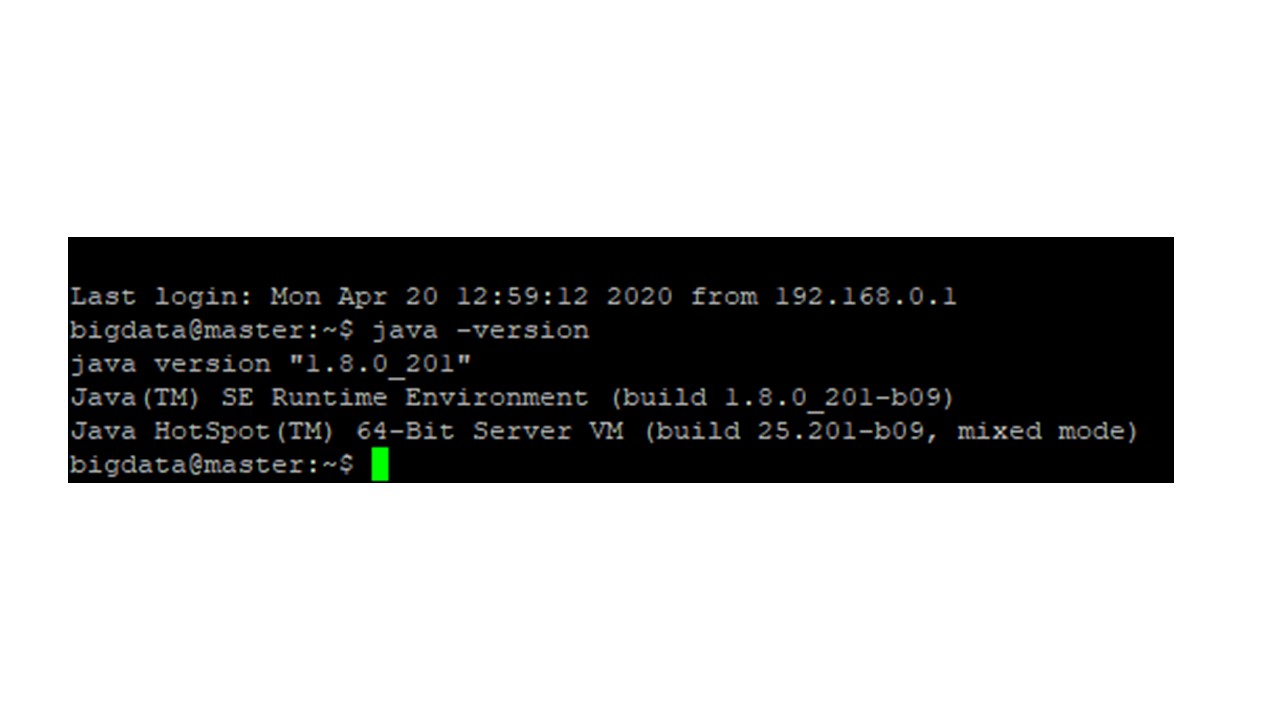 Last login: Mon Apr 20 12:59:12 2020 from 192.168.0.1
bigdata@master:~$ java -version
java version "1.8.0_201"
Java(TM) SE Runtime Environment (build 1.8.0_201-b09)
Java HotSpot(TM) 64-Bit Server VM (build 25.201-b09, mixed mode)
bigdata@master:~$